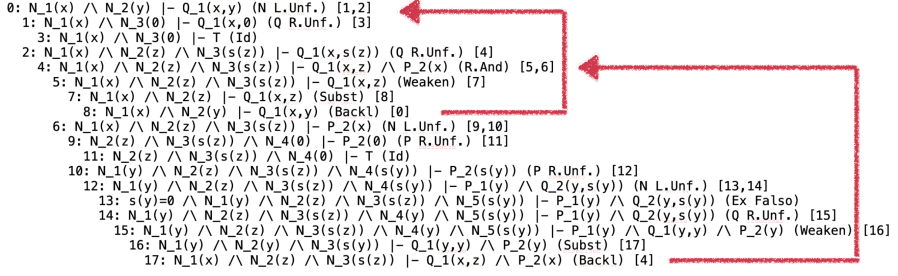 0: N_1(x) /\ N_2(y) |- Q_1(x,y) (N L.Unf.) [1,2]
1: N_1(x) /\ N_3(0) |- Q_1(x,0) (Q R.Unf.) [3]
3: N_1(x) /\ N_3(0) |- T (Id)
2: N_1(x) /\ N_2(z) /\ N_3(s(z)) |- Q_1(x,s(z)) (Q R.Unf.) [4]
4: N_1(x) /\ N_2(z) /\ N_3(s(z)) |- Q_1(x,z) /\ P_2(x) (R.And) [5,6]
5: N_1(x) /\ N_2(z) /\ N_3(s(z)) |- Q_1(x,z) (Weaken) [7]
7: N_1(x) /\ N_2(z) |- Q_1(x,z) (Subst) [8]
8: N_1(x) /\ N_2(y) |- Q_1(x,y) (Backl) [0]
6: N_1(x) /\ N_2(z) /\ N_3(s(z)) |- P_2(x) (N L.Unf.) [9,10]
9: N_2(z) /\ N_3(s(z)) /\ N_4(0) |- P_2(0) (P R.Unf.) [11]
11: N_2(z) /\ N_3(s(z)) /\ N_4(0) |- T (Id)
10: N_1(y) /\ N_2(z) /\ N_3(s(z)) /\ N_4(s(y)) |- P_2(s(y)) (P R.Unf.) [12]
12: N_1(y) /\ N_2(z) /\ N_3(s(z)) /\ N_4(s(y)) |- P_1(y) /\ Q_2(y,s(y)) (N L.Unf.) [13,14]
13: s(y)=0 /\ N_1(y) /\ N_2(z) /\ N_3(s(z)) /\ N_5(s(y)) |- P_1(y) /\ Q_2(y,s(y)) (Ex Falso)
14: N_1(y) /\ N_2(z) /\ N_3(s(z)) /\ N_4(y) /\ N_5(s(y)) |- P_1(y) /\ Q_2(y,s(y)) (Q R.Unf.) [15]
15: N_1(y) /\ N_2(z) /\ N_3(s(z)) /\ N_4(y) /\ N_5(s(y)) |- P_1(y) /\ Q_1(y,y) /\ P_2(y) (Weaken) [16]
16: N_1(y) /\ N_2(y) /\ N_3(s(y)) |- Q_1(y,y) /\ P_2(y) (Subst) [17]
17: N_1(x) /\ N_2(z) /\ N_3(s(z)) |- Q_1(x,z) /\ P_2(x) (Backl) [4]